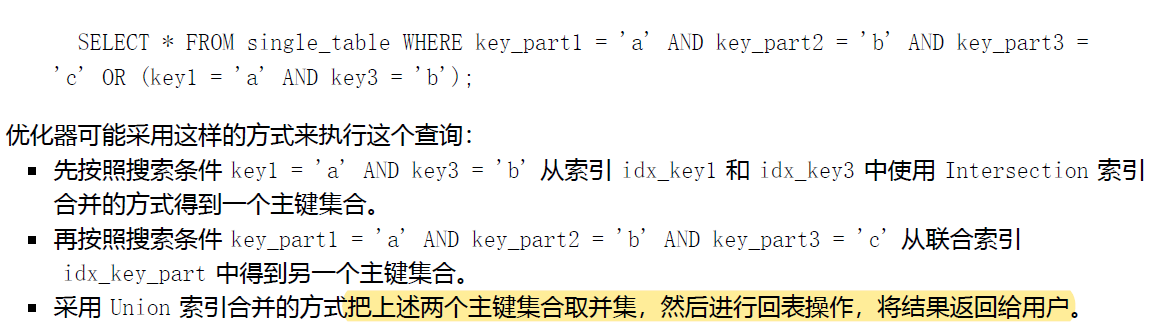 SELECT * FROM single_table WHERE key_part1 = 'a' AND key_part2 = 'b' AND key_part3 =
'c' OR (key1 = 'a' AND key3 = 'b');
优化器可能采用这样的方式来执行这个查询：
▪ 先按照搜索条件 key1 = 'a' AND key3 = 'b' 从索引 idx_key1 和 idx_key3 中使用 Intersection 索引
合并的方式得到一个主键集合。
▪ 再按照搜索条件 key_part1 = 'a' AND key_part2 = 'b' AND key_part3 = 'c' 从联合索引
idx_key_part 中得到另一个主键集合。
▪ 采用 Union 索引合并的方式把上述两个主键集合取并集，然后进行回表操作，将结果返回给用户。